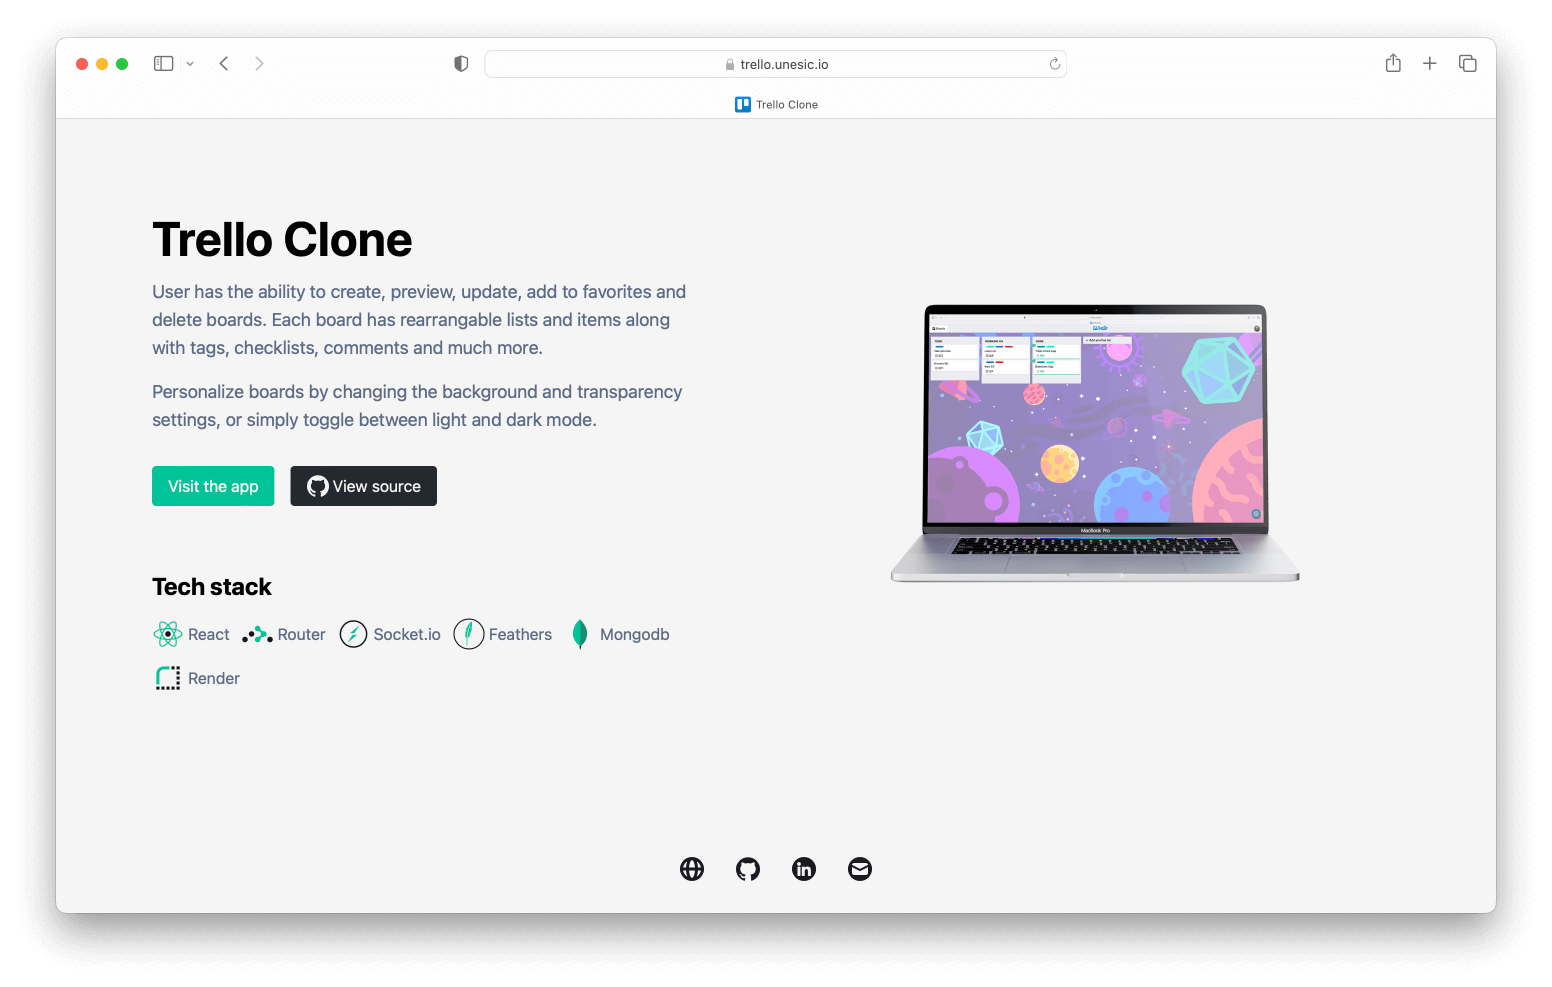 trello.unesic.io
Trello Clone
Trello Clone
User has the ability to create, preview, update, add to favorites and
delete boards. Each board has rearrangable lists and items along
with tags, checklists, comments and much more.
Personalize boards by changing the background and transparency
settings, or simply toggle between light and dark mode.
Visit the app
View source
Tech stack
React
Router
Socket.io
Feathers
Mongodb
Render
MacBook Pro
in